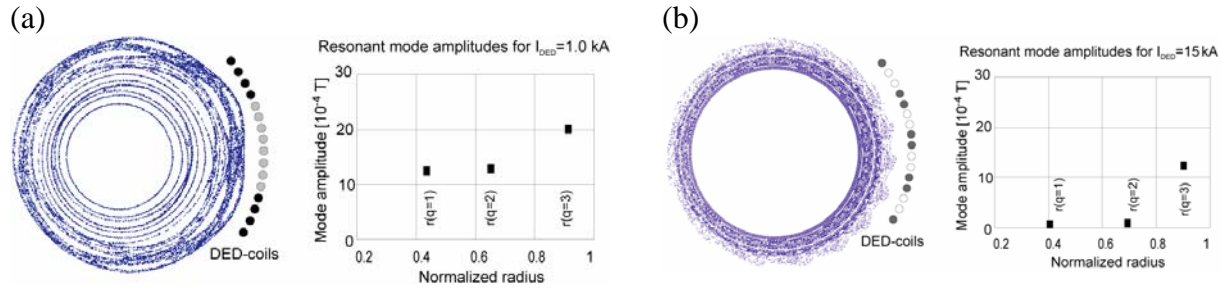 (a)
Resonant mode amplitudes for I_DED=1.0 kA
Mode amplitude [10⁻⁴ T]
30
20
10
0
r(q=1)
r(q=2)
r(q=3)
0.2 0.4 0.6 0.8 1
Normalized radius
DED-coils
(b)
Resonant mode amplitudes for I_DED=15 kA
Mode amplitude [10⁻⁴ T]
30
20
10
0
r(q=1)
r(q=2)
r(q=3)
0.2 0.4 0.6 0.8 1
Normalized radius
DED-coils